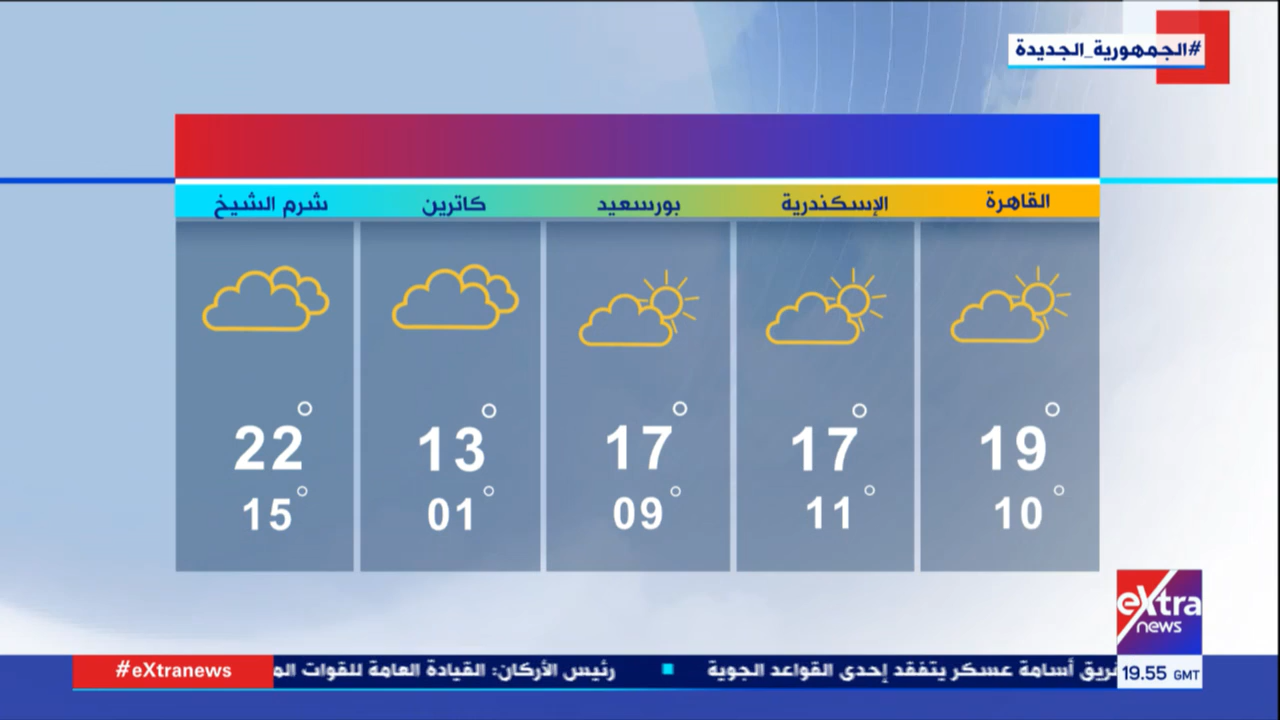 #الجمهورية_الجديدة
القاهرة الإسكندرية بورسعيد كاترين شرم الشيخ
19° 17° 17° 13° 22°
10° 11° 09° 01° 15°
eXtra
news
أسامة عسكر يتفقد إحدى القواعد الجوية ■ رئيس الأركان: القيادة العامة للقوات
#eXtranews
19.55 GMT